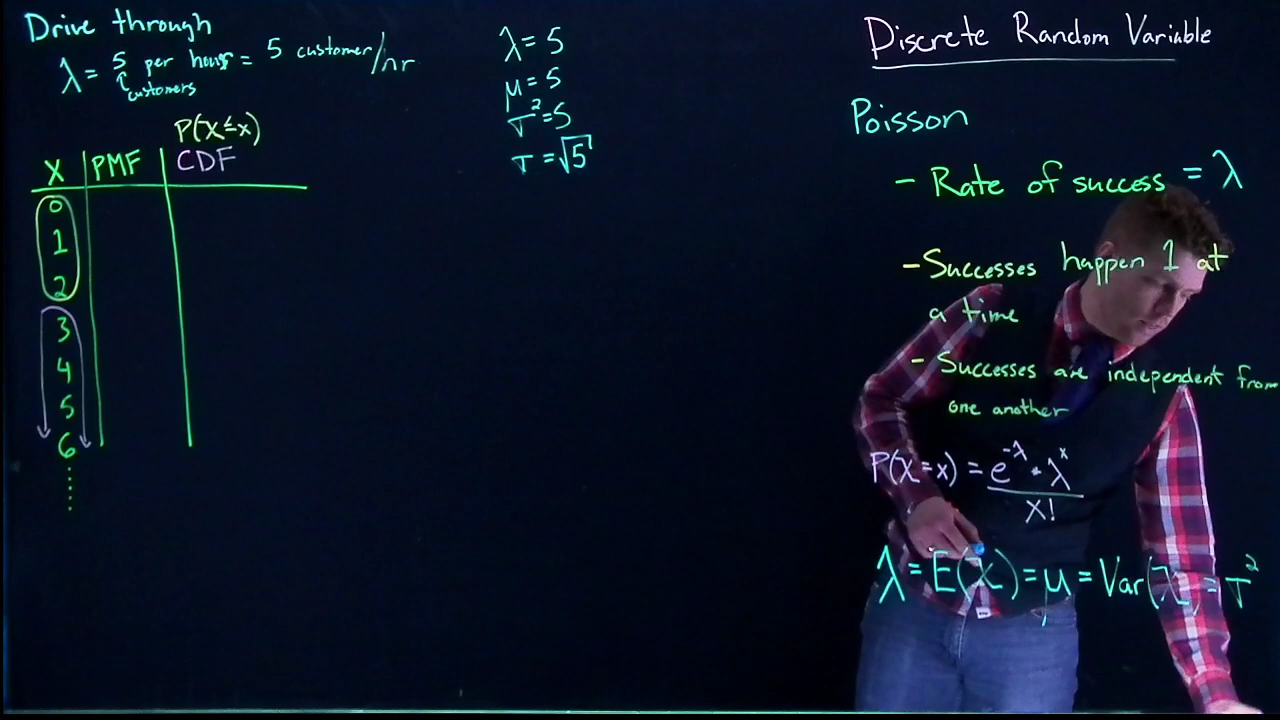 Drive through
λ = 5 per hour = 5 customer/hr
customers
P(X≤x)
X PMF CDF
0
1
2
3
4
5
6
λ = 5
μ = 5
σ² = 5
σ = √5
Discrete Random Variable
Poisson
- Rate of success = λ
- Successes happen 1 at
a time
- Successes are independent from
one another
P(X=x) = e^-λ · λ^x
x!
λ = E(X) = μ = Var(X) = σ²